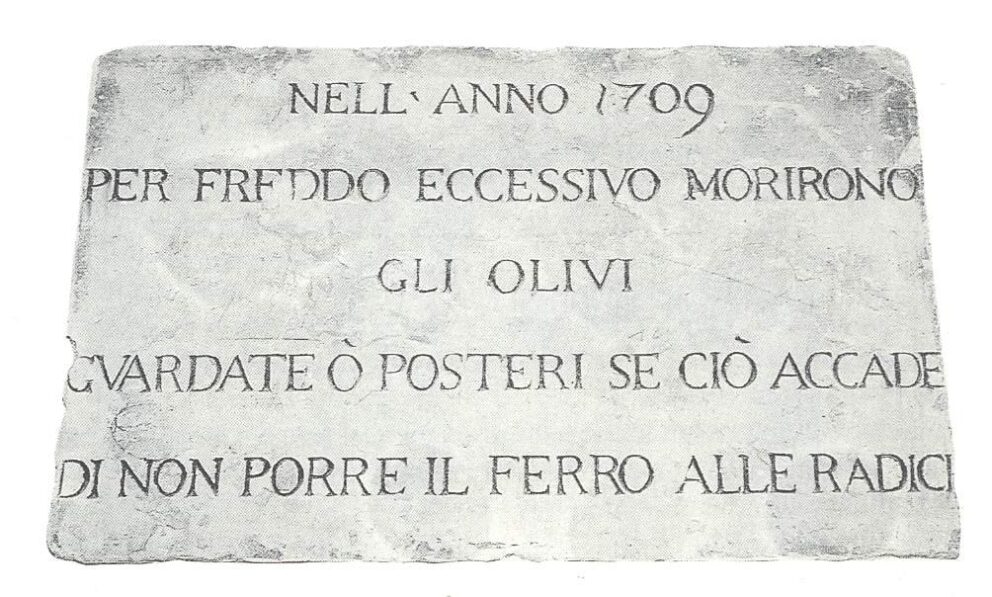 NELL' ANNO 1709
PER FREDDO ECCESSIVO MORIRONO
GLI OLIVI
GVARDATE Ò POSTERI SE CIÒ ACCADE
DI NON PORRE IL FERRO ALLE RADICI